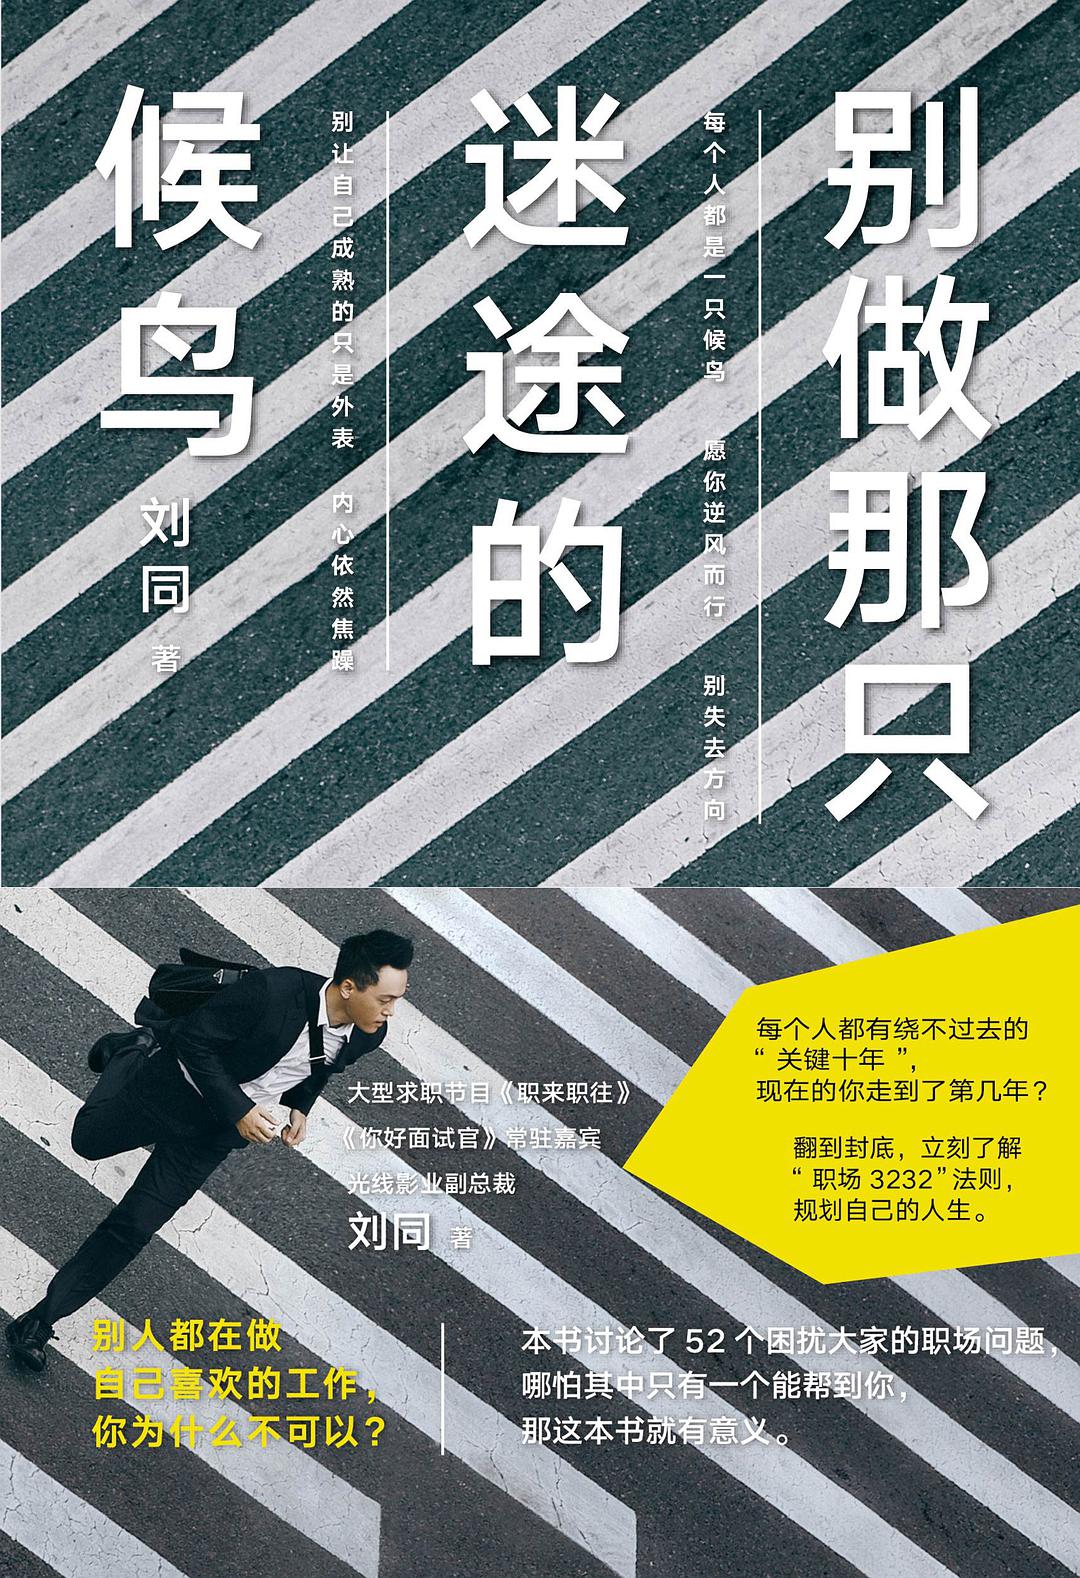 别做那只
每个人都是一只候鸟 愿你逆风而行 别失去方向
迷途的
别让自己成熟的只是外表 内心依然焦躁
候鸟
刘同 著
每个人都有绕不过去的
“关键十年”，
现在的你走到了第几年？
翻到封底，立刻了解
“职场 3232”法则，
规划自己的人生。
大型求职节目《职来职往》
《你好面试官》常驻嘉宾
光线影业副总裁
刘同 著
别人都在做
自己喜欢的工作，
你为什么不可以？
本书讨论了 52 个困扰大家的职场问题，
哪怕其中只有一个能帮到你，
那这本书就有意义。